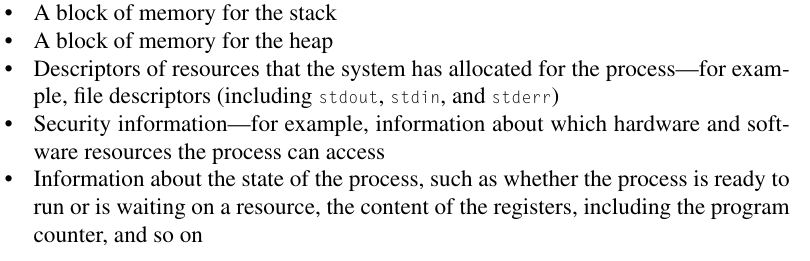 • A block of memory for the stack
• A block of memory for the heap
• Descriptors of resources that the system has allocated for the process—for exam-
ple, file descriptors (including stdout, stdin, and stderr)
• Security information—for example, information about which hardware and soft-
ware resources the process can access
• Information about the state of the process, such as whether the process is ready to
run or is waiting on a resource, the content of the registers, including the program
counter, and so on